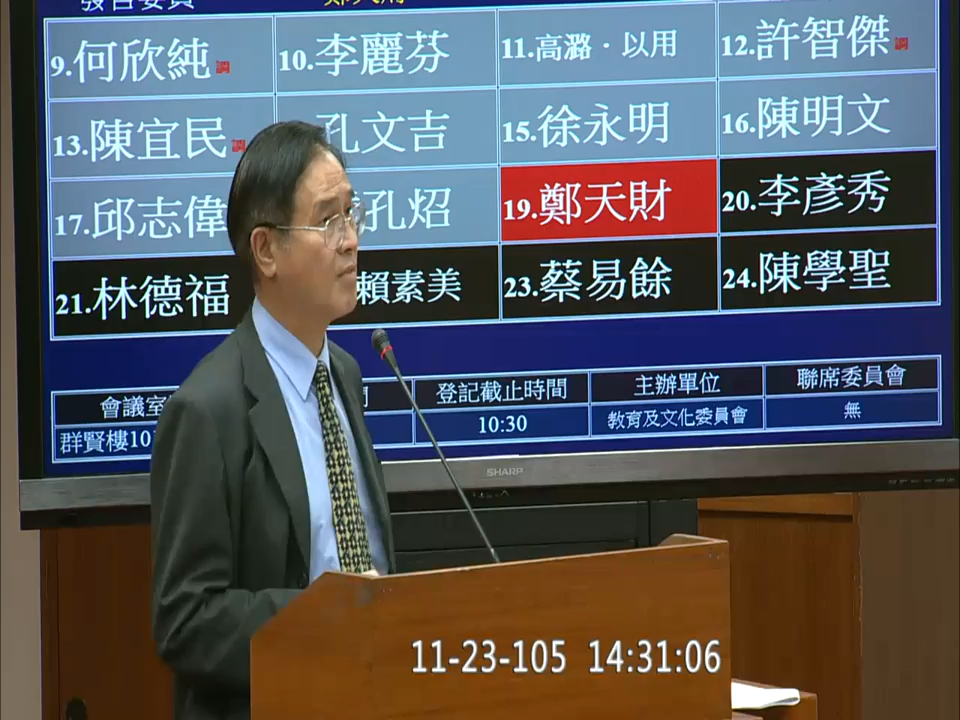 發言委員
9.何欣純 調 10.李麗芬 11.高潞．以用 12.許智傑 調
13.陳宜民 調 孔文吉 15.徐永明 16.陳明文
17.邱志偉 孔炤 19.鄭天財 20.李彥秀
21.林德福 賴素美 23.蔡易餘 24.陳學聖
會議室 登記截止時間 主辦單位 聯席委員會
群賢樓10 10:30 教育及文化委員會 無
SHARP
11-23-105 14:31:06